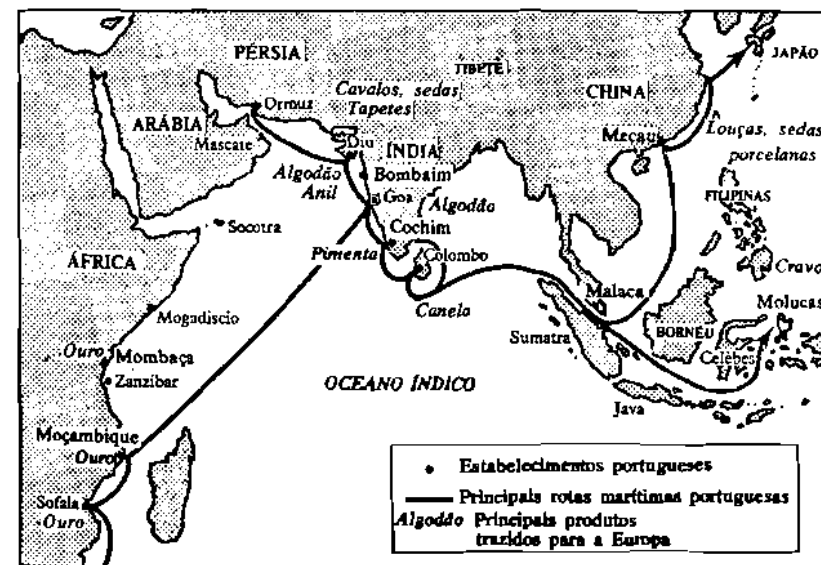 PÉRSIA
TIBETE
JAPÃO
Cavalos, sedas
Tapetes
CHINA
Ormuz
ARÁBIA
Mascate
Macau
Louças, sedas
porcelanas
Diu
ÍNDIA
Algodão
Anil
Bombaim
Goa
Algodão
FILIPINAS
Socotra
Cochim
Pimenta
Colombo
ÁFRICA
Canela
Malaca
Cravo
Molucas
Mogadiscio
Sumatra
BORNÉU
Celébes
Ouro
Mombaça
Zanzibar
OCEANO ÍNDICO
Java
Moçambique
Ouro
Sofala
Ouro
Estabelecimentos portugueses
Principais rotas marítimas portuguesas
Algodão Principais produtos
trazidos para a Europa